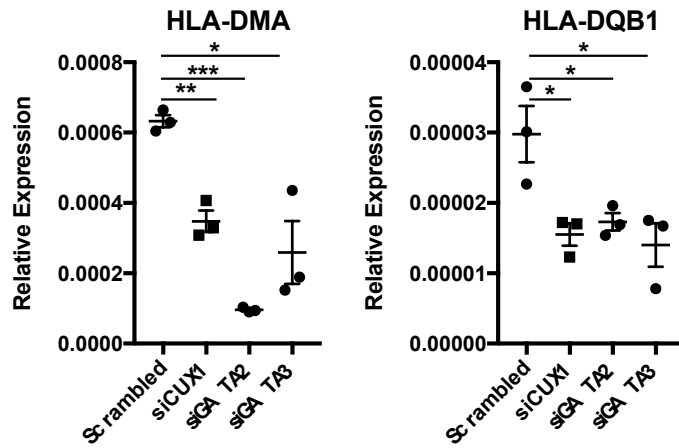 HLA-DMA
Relative Expression
0.0008
0.0006
0.0004
0.0002
0.0000
*
***
**
Sc rambled
siCUX1
siGA TA2
siGA TA3
HLA-DQB1
Relative Expression
0.00004
0.00003
0.00002
0.00001
0.00000
*
*
*
Sc rambled
siCUX1
siGA TA2
siGA TA3